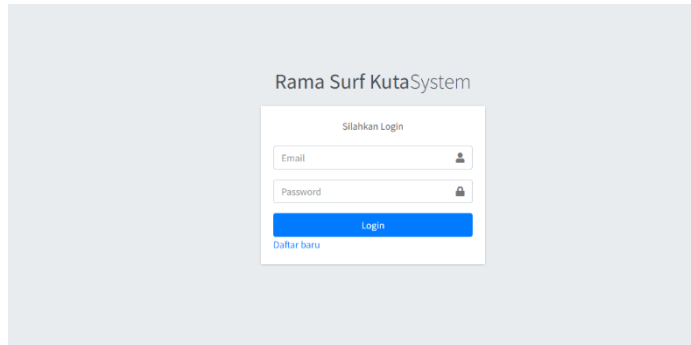 Rama Surf KutaSystem
Silahkan Login
Email
Password
Login
Daftar baru